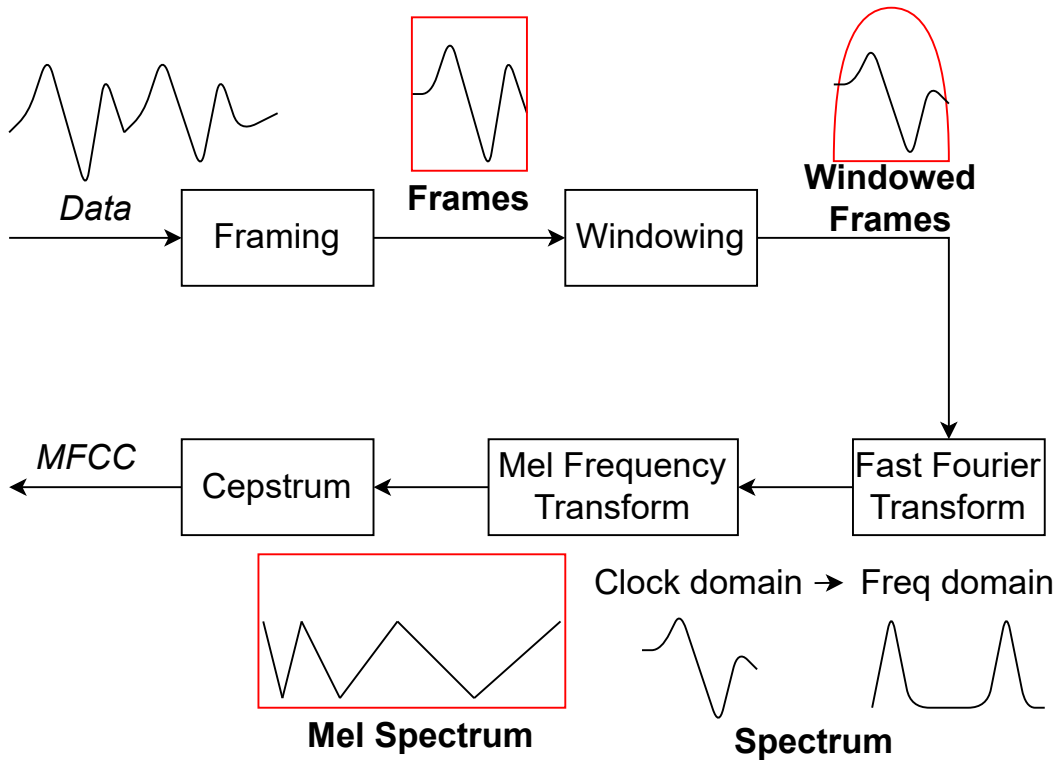 Data
Framing
Frames
Windowing
Windowed
Frames
MFCC
Cepstrum
Mel Frequency
Transform
Fast Fourier
Transform
Clock domain
Freq domain
Mel Spectrum
Spectrum